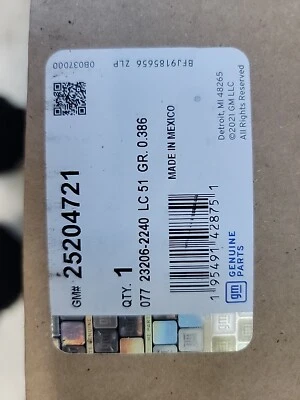 0B037000
BFJ9185656 ZLP
GM# 25204721
QTY. 1
077 23206-2240 LC 51 GR. 0.386
MADE IN MEXICO
1 95491 42875 1
Detroit, MI 48265
©2021 GM LLC
All Rights Reserved
gm
GENUINE
PARTS